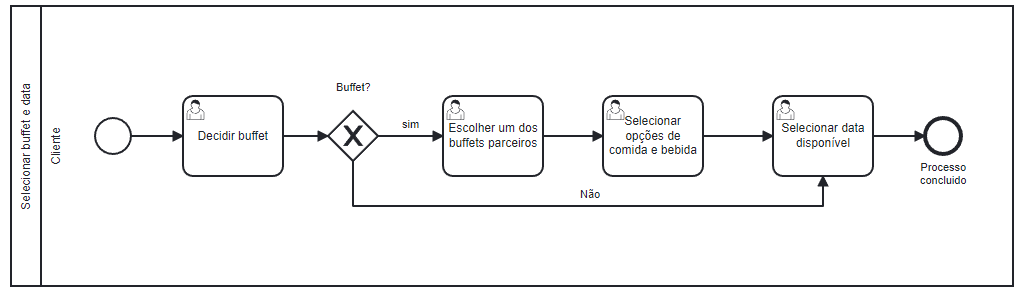 Selecionar buffet e data
Cliente
Decidir buffet
Buffet?
sim
Escolher um dos
buffets parceiros
Selecionar
opções de
comida e bebida
Selecionar data
disponível
Processo
concluído
Não